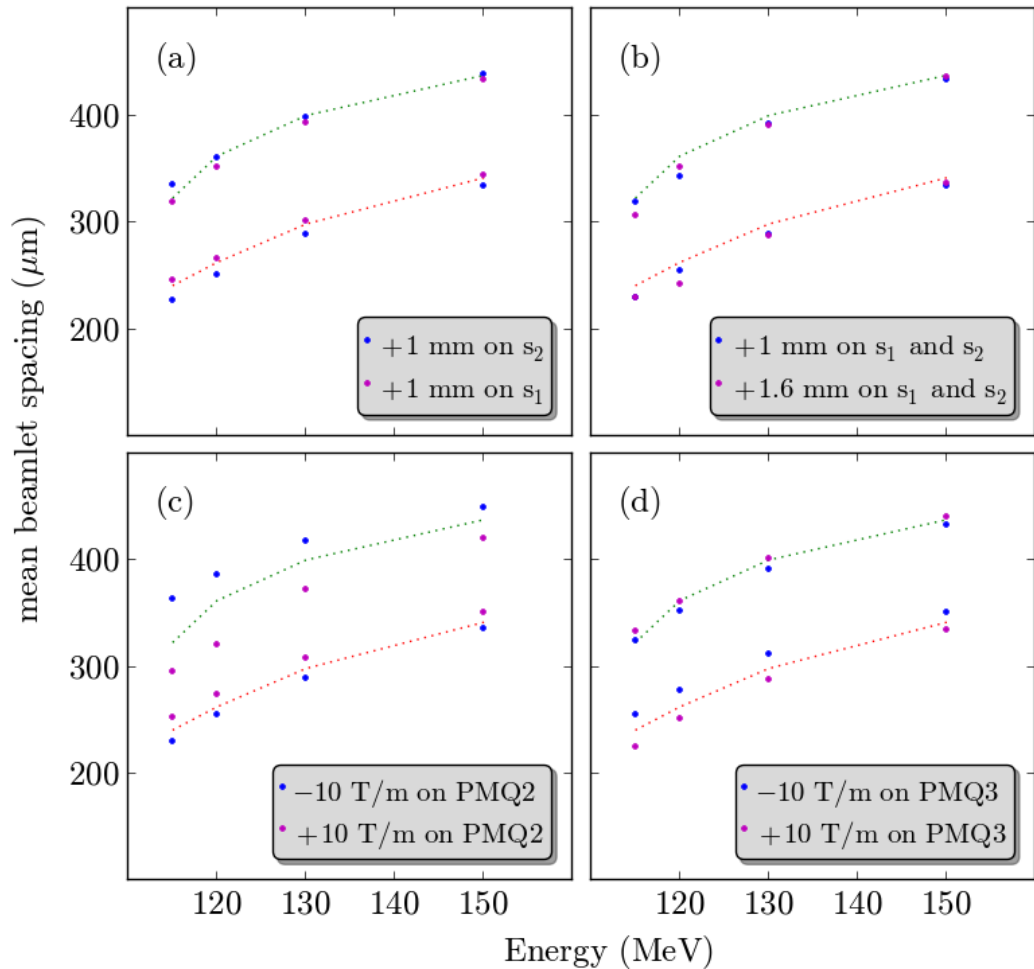 (a)
(b)
400
300
200
+1 mm on s₂
+1 mm on s₁
+1 mm on s₁ and s₂
+1.6 mm on s₁ and s₂
mean beamlet spacing (μm)
(c)
(d)
400
300
200
−10 T/m on PMQ2
+10 T/m on PMQ2
−10 T/m on PMQ3
+10 T/m on PMQ3
120 130 140 150 120 130 140 150
Energy (MeV)